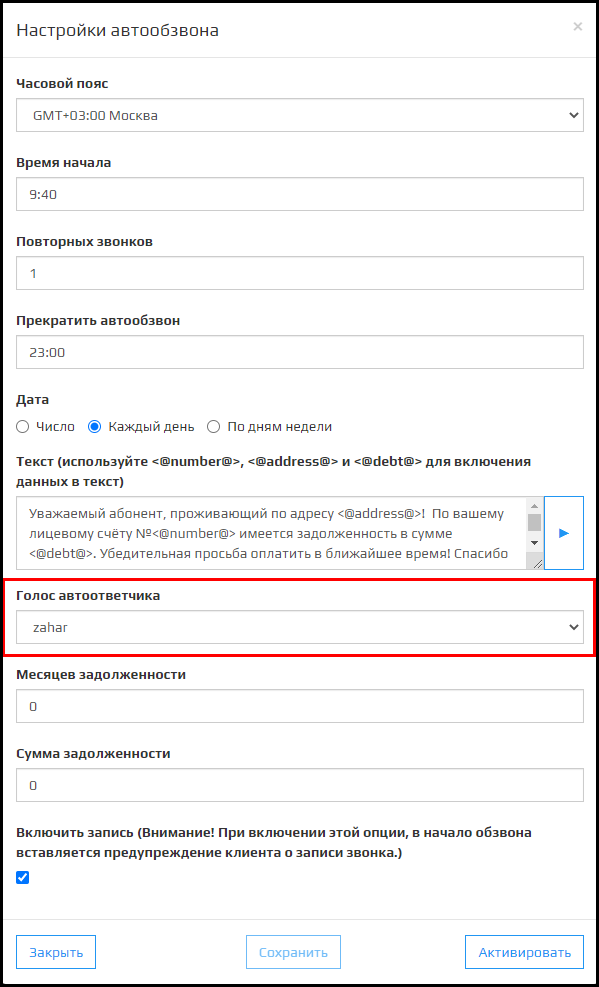 Настройки автообзвона
×
Часовой пояс
GMT+03:00 Москва
Время начала
9:40
Повторных звонков
1
Прекратить автообзвон
23:00
Дата
Число Каждый день По дням недели
Текст (используйте <@number@>, <@address@> и <@debt@> для включения
данных в текст)
Уважаемый абонент, проживающий по адресу <@address@>!  По вашему
лицевому счёту №<@number@> имеется задолженность в сумме
<@debt@>. Убедительная просьба оплатить в ближайшее время! Спасибо
Голос автоответчика
zahar
Месяцев задолженности
0
Сумма задолженности
0
Включить запись (Внимание! При включении этой опции, в начало обзвона
вставляется предупреждение клиента о записи звонка.)
Закрыть Сохранить Активировать